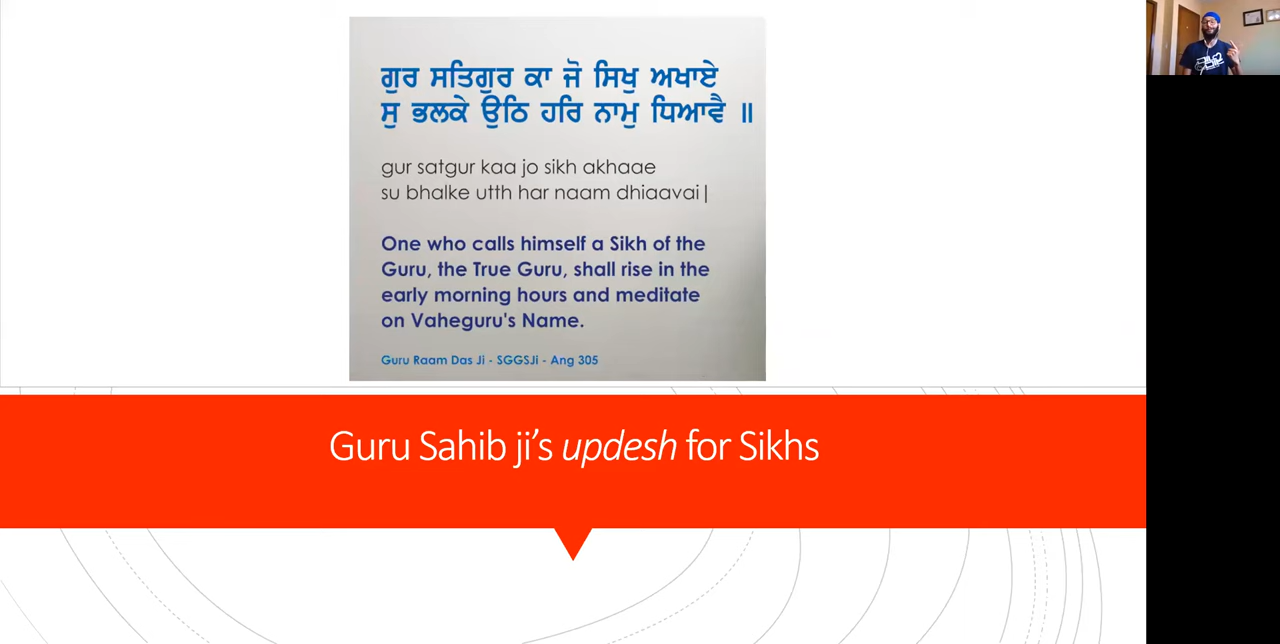 ਗੁਰ ਸਤਿਗੁਰ ਕਾ ਜੋ ਸਿਖੁ ਅਖਾਏ
ਸੁ ਭਲਕੇ ਉਠਿ ਹਰਿ ਨਾਮੁ ਧਿਆਵੈ ॥
gur satgur kaa jo sikh akhaae
su bhalke utth har naam dhiaavai|
One who calls himself a Sikh of the
Guru, the True Guru, shall rise in the
early morning hours and meditate
on Vaheguru's Name.
Guru Raam Das Ji - SGGSJi - Ang 305
Guru Sahib ji’s updesh for Sikhs